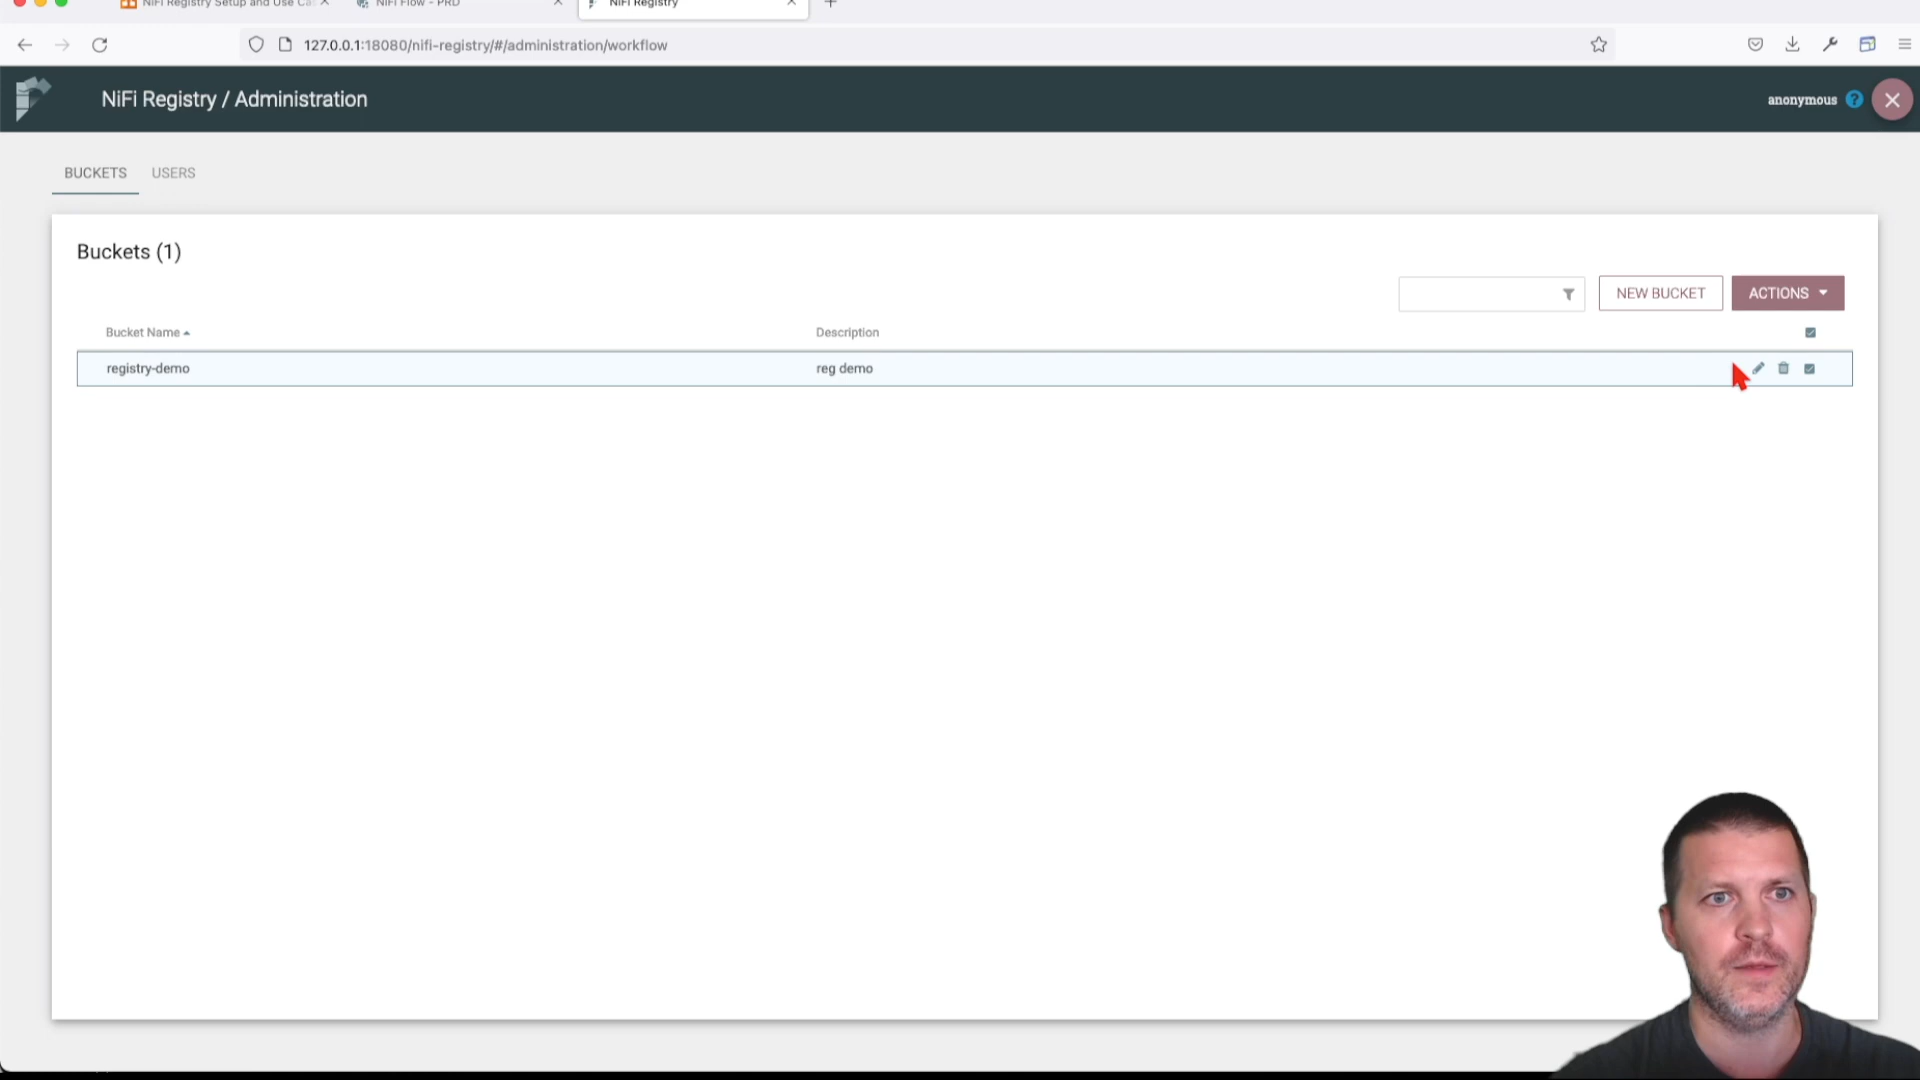 NiFi Registry Setup and Use Ca
NiFi Flow - PRD
NiFi Registry
127.0.0.1:18080/nifi-registry/#/administration/workflow
NiFi Registry / Administration
anonymous
BUCKETS USERS
Buckets (1)
NEW BUCKET
ACTIONS
Bucket Name
Description
registry-demo
reg demo